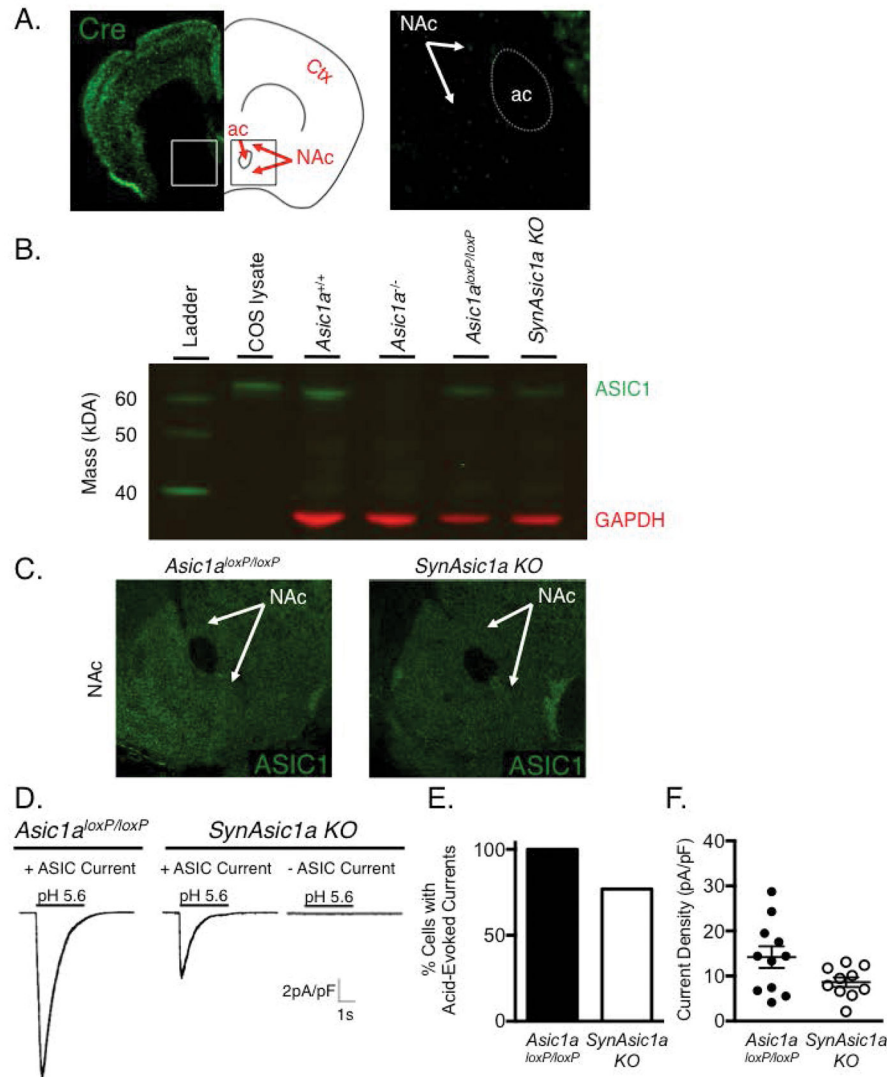 A.
Cre
Ctx
ac
NAc
NAc
ac
B.
Ladder
COS lysate
Asic1a+/+
Asic1a-/-
Asic1aloxP/loxP
SynAsic1a KO
Mass (kDA)
60
50
40
ASIC1
GAPDH
C.
Asic1aloxP/loxP
SynAsic1a KO
NAc
NAc
NAc
ASIC1
ASIC1
D.
Asic1aloxP/loxP
SynAsic1a KO
+ ASIC Current
+ ASIC Current
- ASIC Current
pH 5.6
pH 5.6
pH 5.6
2pA/pF
1s
E.
% Cells with
Acid-Evoked Currents
100
50
0
Asic1a
loxP/loxP
SynAsic1a
KO
F.
Current Density (pA/pF)
40
30
20
10
0
Asic1a
loxP/loxP
SynAsic1a
KO